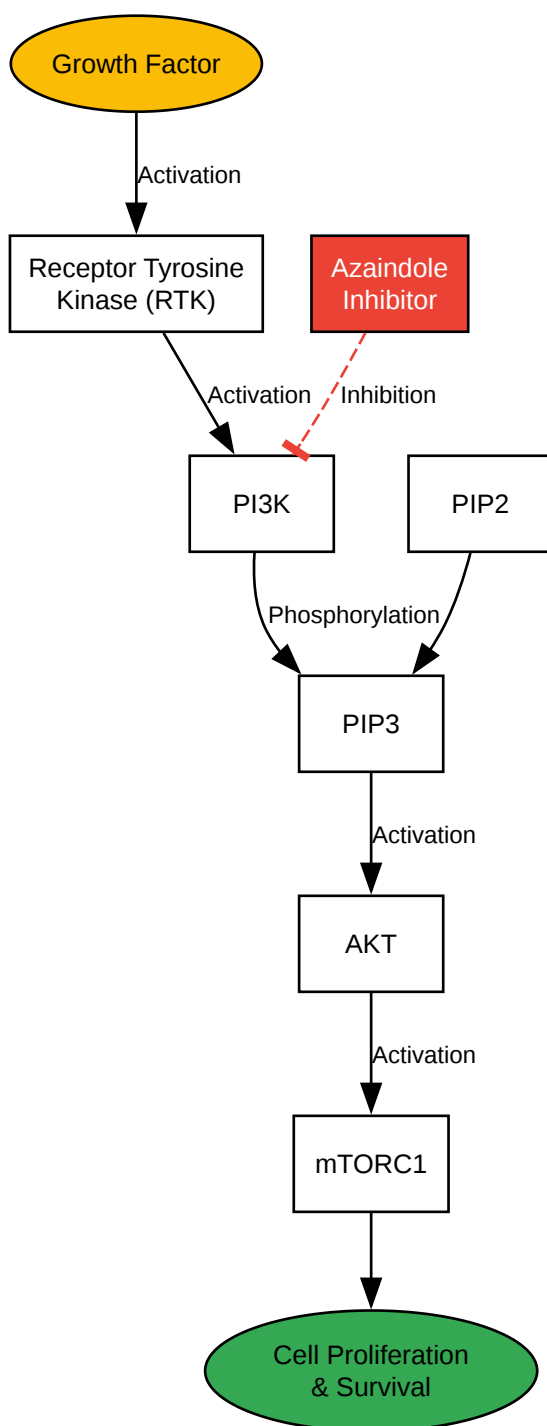 Growth Factor
Activation
Receptor Tyrosine
Kinase (RTK)
Azaindole
Inhibitor
Activation
Inhibition
PI3K
PIP2
Phosphorylation
PIP3
Activation
AKT
Activation
mTORC1
Cell Proliferation
& Survival